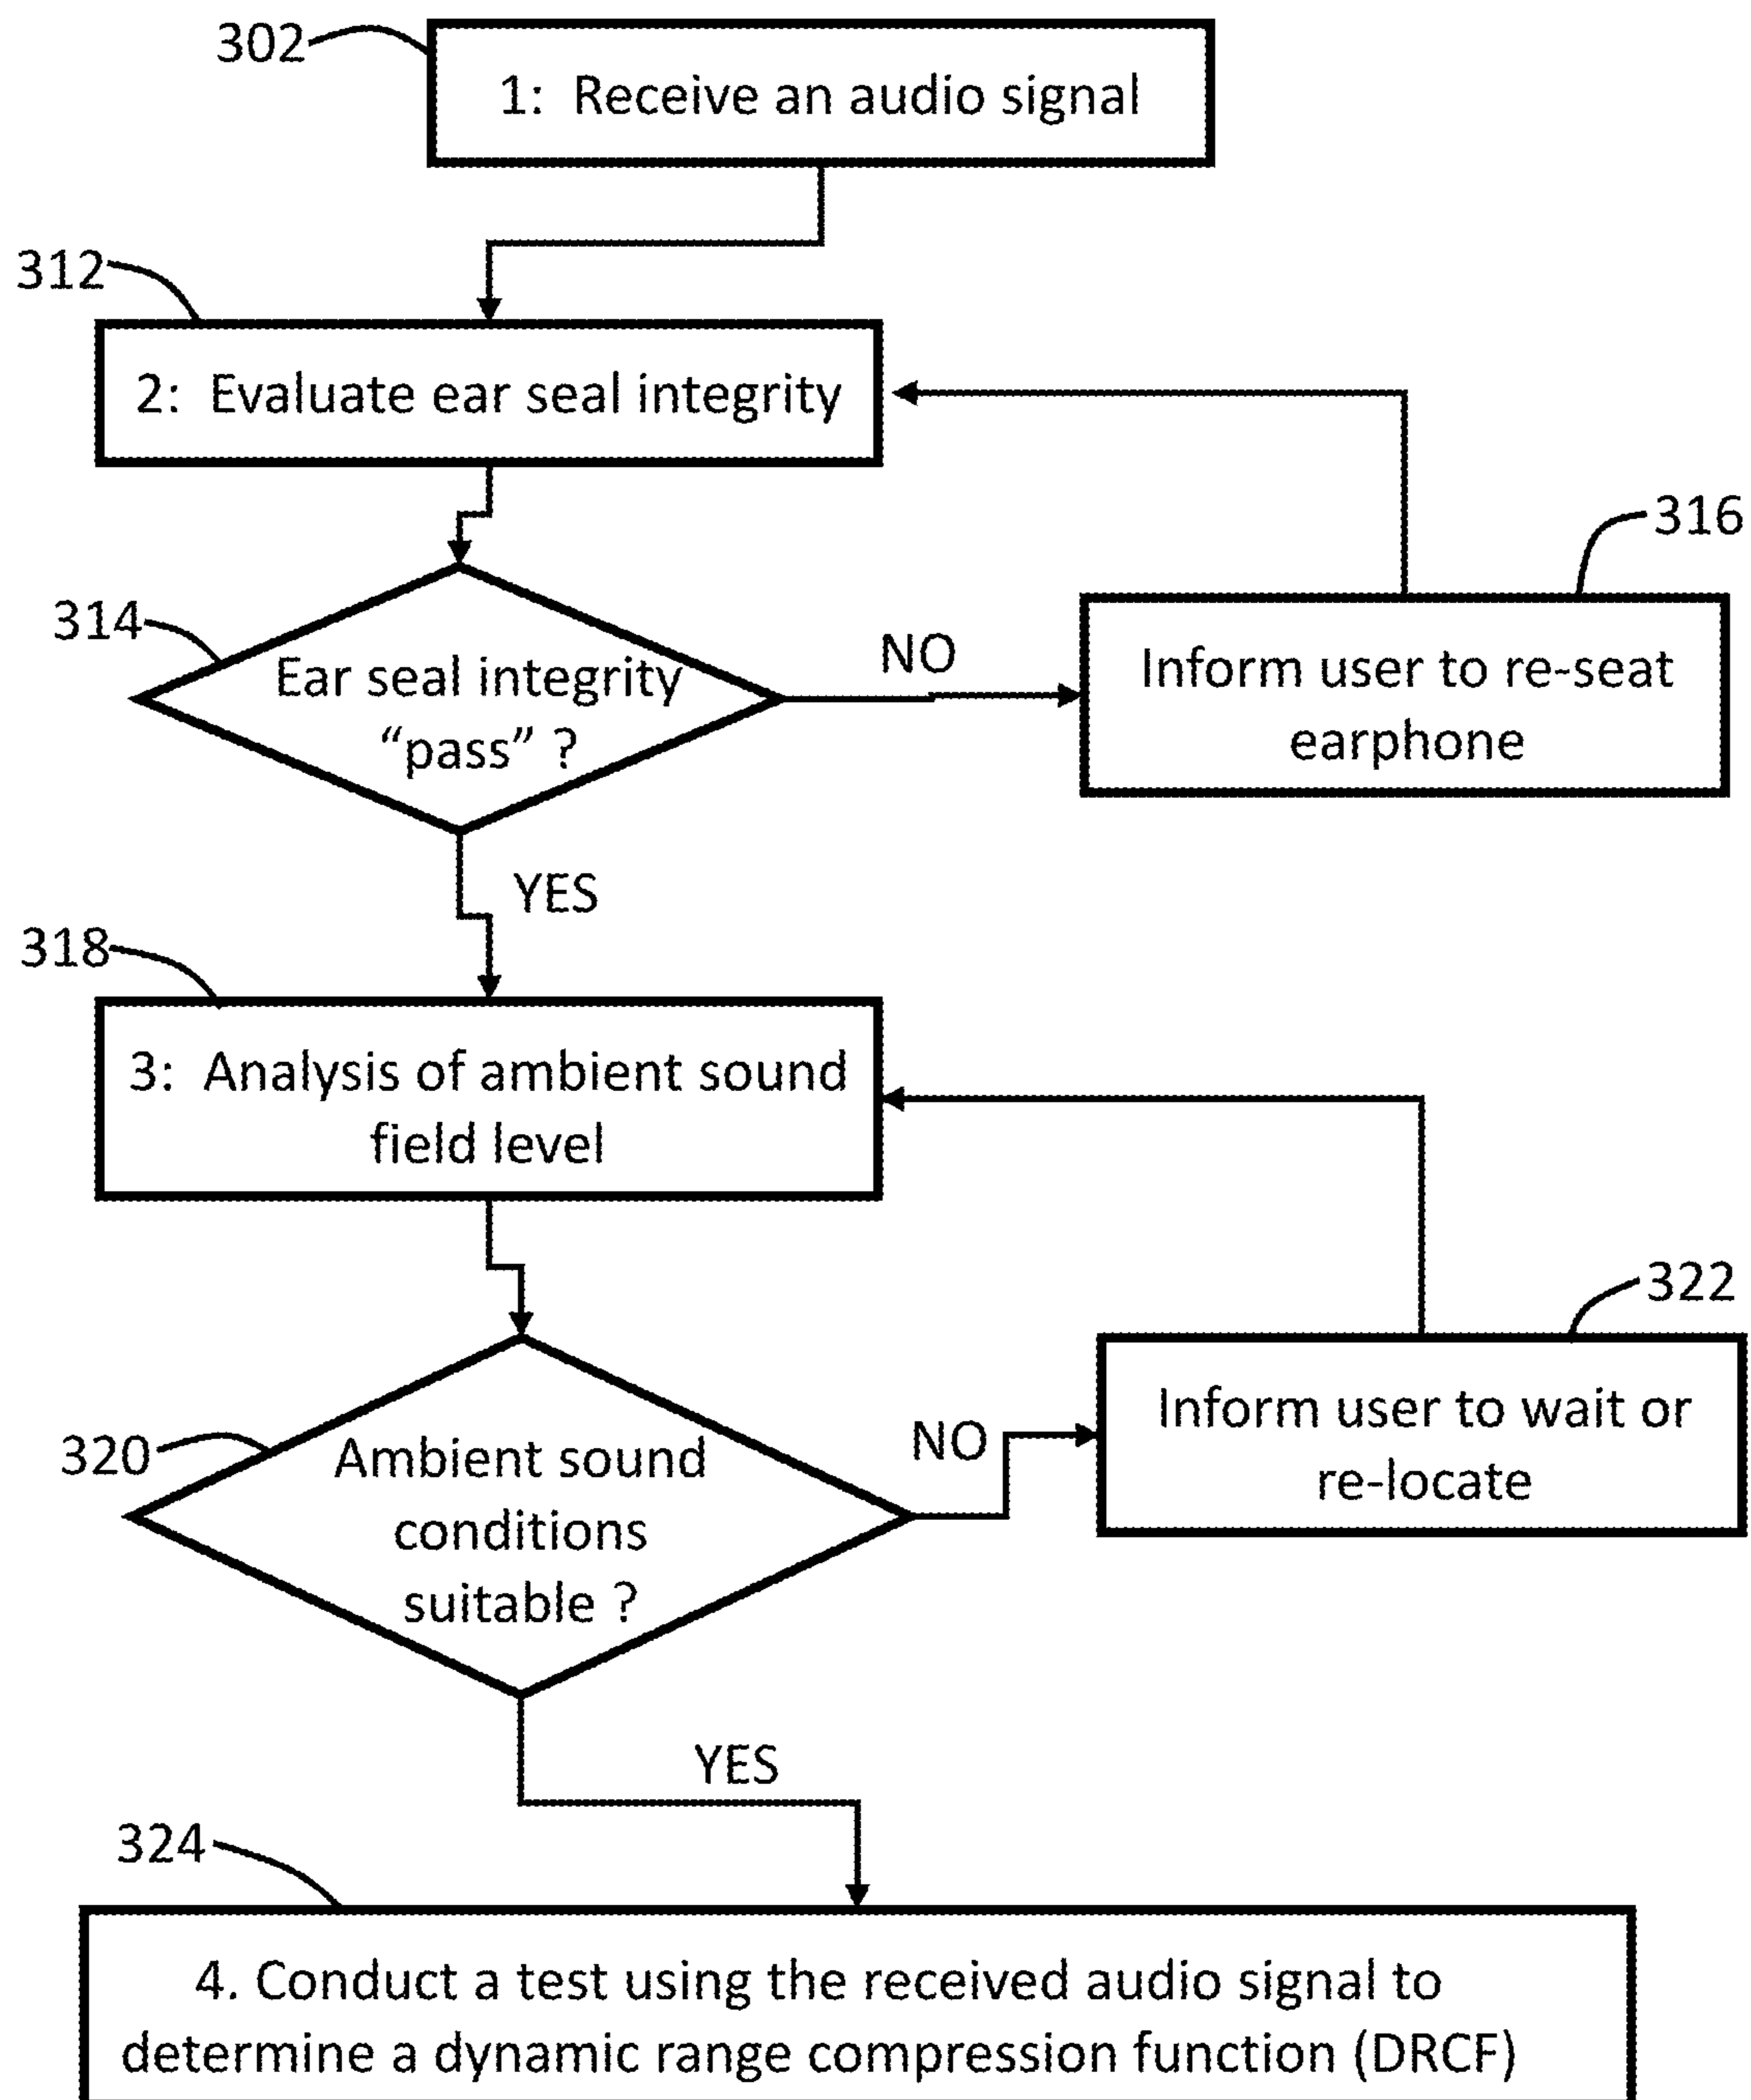 302
1: Receive an audio signal
312
2: Evaluate ear seal integrity
316
314
NO
Ear seal integrity
“pass” ?
Inform user to re-seat
earphone
YES
318
3: Analysis of ambient sound
field level
322
320
NO
Ambient sound
conditions
suitable ?
Inform user to wait or
re-locate
YES
324
4. Conduct a test using the received audio signal to
determine a dynamic range compression function (DRCF)